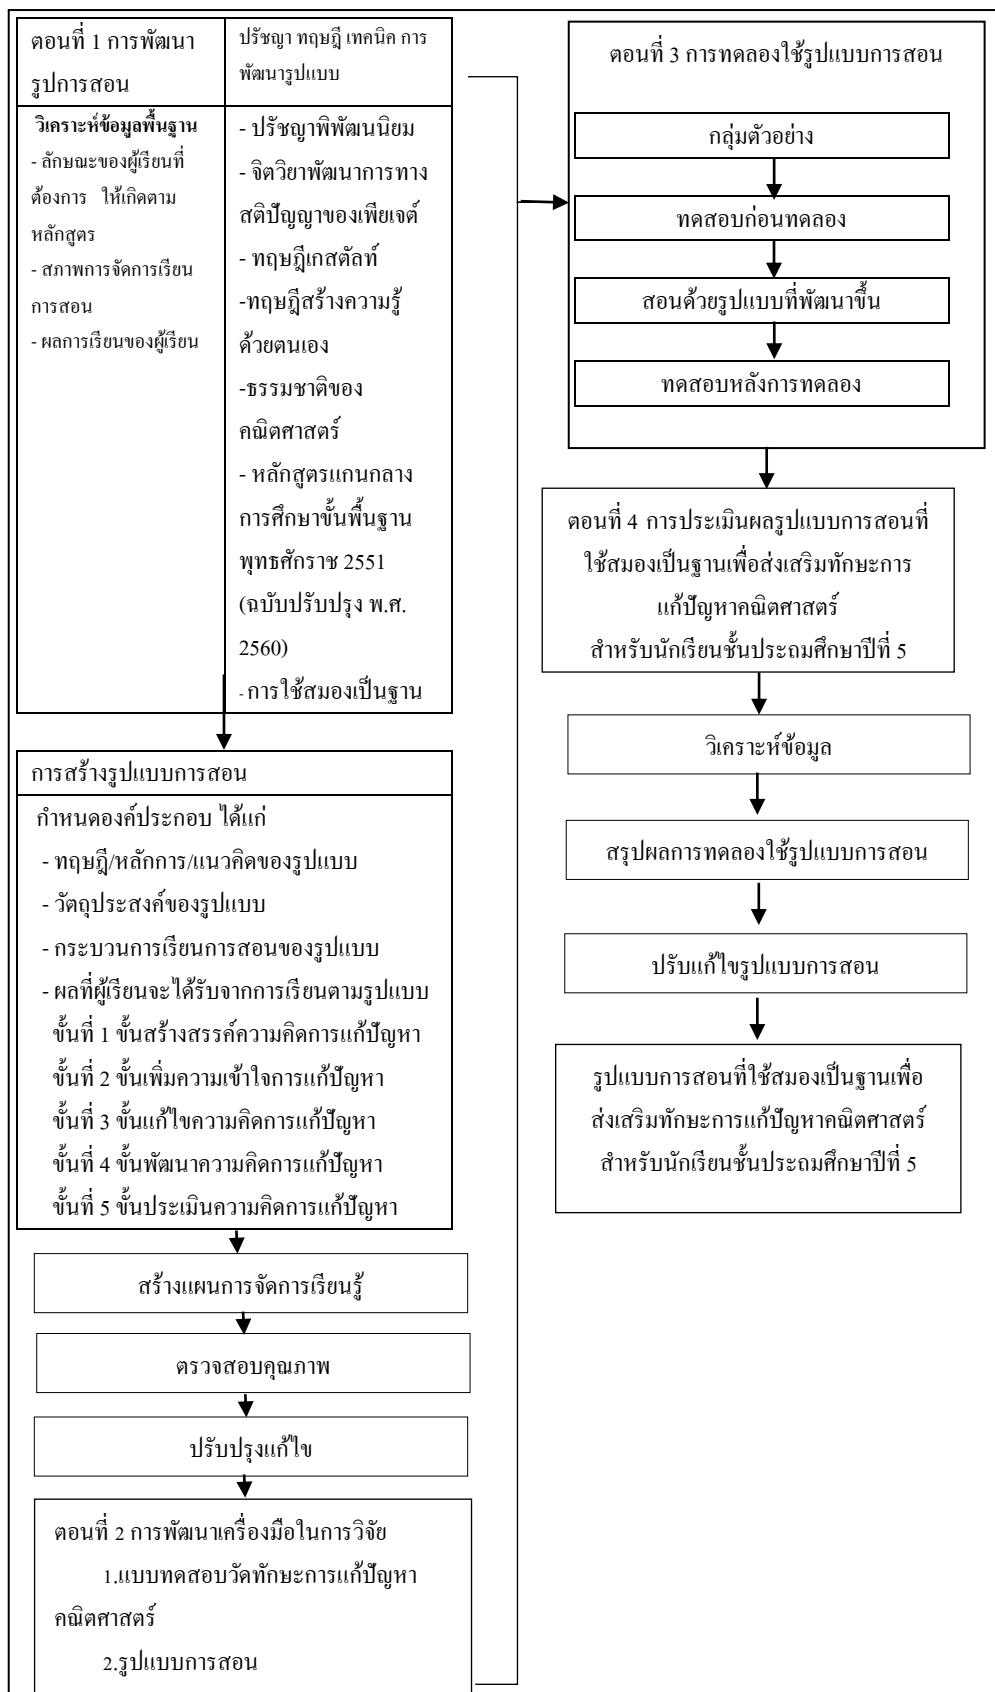 ตอนที่ 1 การพัฒนา
รูปการสอน
ปรัชญา ทฤษฎี เทคนิค การ
พัฒนารูปแบบ
วิเคราะห์ข้อมูลพื้นฐาน
- ลักษณะของผู้เรียนที่
ต้องการ ให้เกิดตาม
หลักสูตร
- สภาพการจัดการเรียน
การสอน
- ผลการเรียนของผู้เรียน
- ปรัชญาพิพัฒนนิยม
- จิตวิยาพัฒนาการทาง
สติปัญญาของเพียเจต์
- ทฤษฎีเกสตัลท์
-ทฤษฎีสร้างความรู้
ด้วยตนเอง
-ธรรมชาติของ
คณิตศาสตร์
- หลักสูตรแกนกลาง
การศึกษาขั้นพื้นฐาน
พุทธศักราช 2551
(ฉบับปรับปรุง พ.ศ.
2560)
- การใช้สมองเป็นฐาน
การสร้างรูปแบบการสอน
กำหนดองค์ประกอบ ได้แก่
- ทฤษฎี/หลักการ/แนวคิดของรูปแบบ
- วัตถุประสงค์ของรูปแบบ
- กระบวนการเรียนการสอนของรูปแบบ
- ผลที่ผู้เรียนจะได้รับจากการเรียนตามรูปแบบ
ขั้นที่ 1 ขั้นสร้างสรรค์ความคิดการแก้ปัญหา
ขั้นที่ 2 ขั้นเพิ่มความเข้าใจการแก้ปัญหา
ขั้นที่ 3 ขั้นแก้ไขความคิดการแก้ปัญหา
ขั้นที่ 4 ขั้นพัฒนาความคิดการแก้ปัญหา
ขั้นที่ 5 ขั้นประเมินความคิดการแก้ปัญหา
สร้างแผนการจัดการเรียนรู้
ตรวจสอบคุณภาพ
ปรับปรุงแก้ไข
ตอนที่ 2 การพัฒนาเครื่องมือในการวิจัย
1.แบบทดสอบวัดทักษะการแก้ปัญหา
คณิตศาสตร์
2.รูปแบบการสอน
ตอนที่ 3 การทดลองใช้รูปแบบการสอน
กลุ่มตัวอย่าง
ทดสอบก่อนทดลอง
สอนด้วยรูปแบบที่พัฒนาขึ้น
ทดสอบหลังการทดลอง
ตอนที่ 4 การประเมินผลรูปแบบการสอนที่
ใช้สมองเป็นฐานเพื่อส่งเสริมทักษะการ
แก้ปัญหาคณิตศาสตร์
สำหรับนักเรียนชั้นประถมศึกษาปีที่ 5
วิเคราะห์ข้อมูล
สรุปผลการทดลองใช้รูปแบบการสอน
ปรับแก้ไขรูปแบบการสอน
รูปแบบการสอนที่ใช้สมองเป็นฐานเพื่อ
ส่งเสริมทักษะการแก้ปัญหาคณิตศาสตร์
สำหรับนักเรียนชั้นประถมศึกษาปีที่ 5